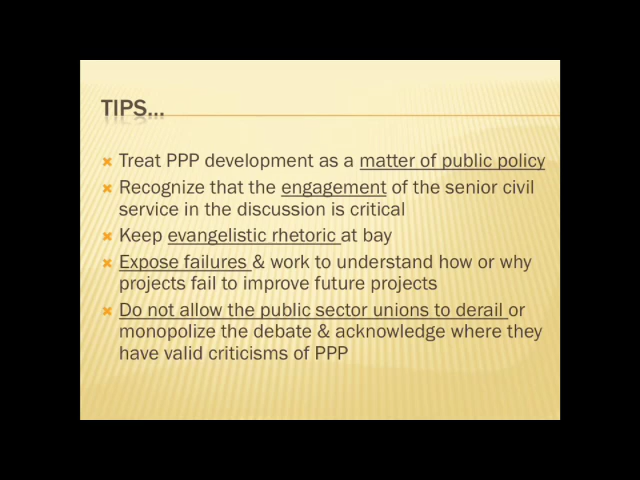 TIPS...
Treat PPP development as a matter of public policy
Recognize that the engagement of the senior civil
service in the discussion is critical
Keep evangelistic rhetoric at bay
Expose failures & work to understand how or why
projects fail to improve future projects
Do not allow the public sector unions to derail or
monopolize the debate & acknowledge where they
have valid criticisms of PPP